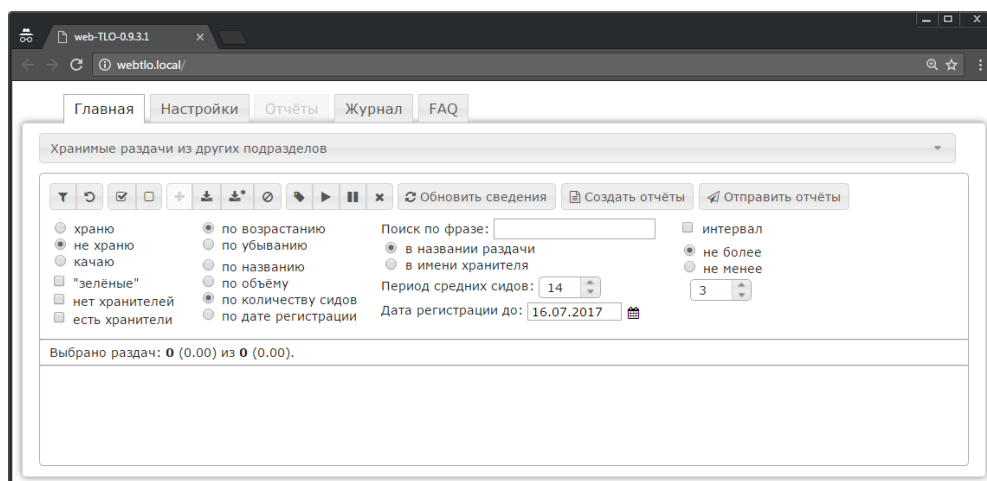 web-TLO-0.9.3.1
webtlo.local/
Главная Настройки Отчёты Журнал FAQ
Хранимые раздачи из других подразделов
Обновить сведения Создать отчёты Отправить отчёты
храню
не храню
качаю
"зелёные"
нет хранителей
есть хранители
по возрастанию
по убыванию
по названию
по объёму
по количеству сидов
по дате регистрации
Поиск по фразе:
в названии раздачи
в имени хранителя
Период средних сидов: 14
Дата регистрации до: 16.07.2017
интервал
не более
не менее
3
Выбрано раздач: 0 (0.00) из 0 (0.00).